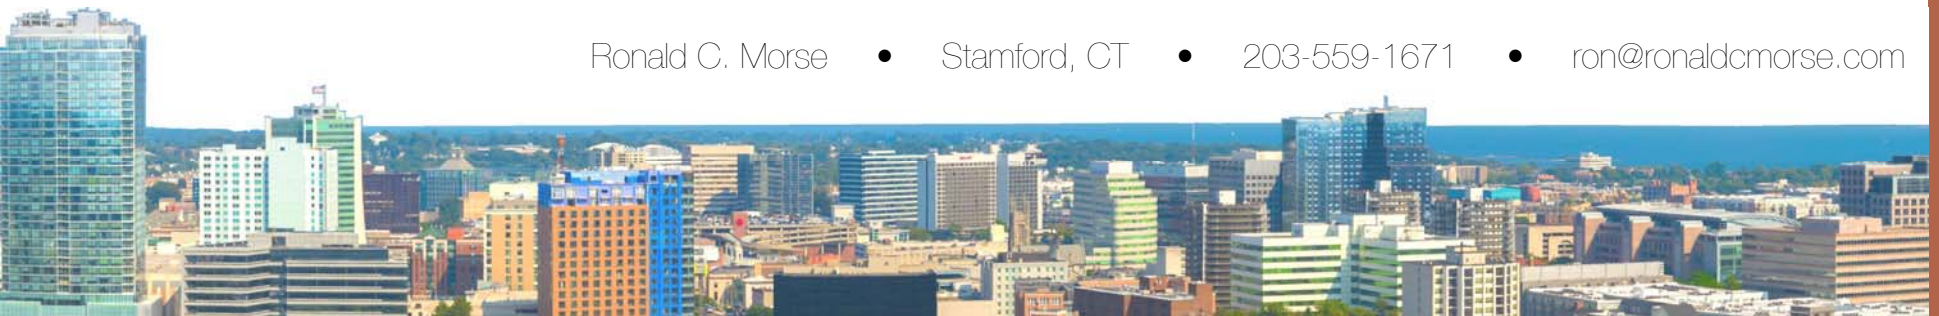 Ronald C. Morse • Stamford, CT • 203-559-1671 • ron@ronaldcmorse.com